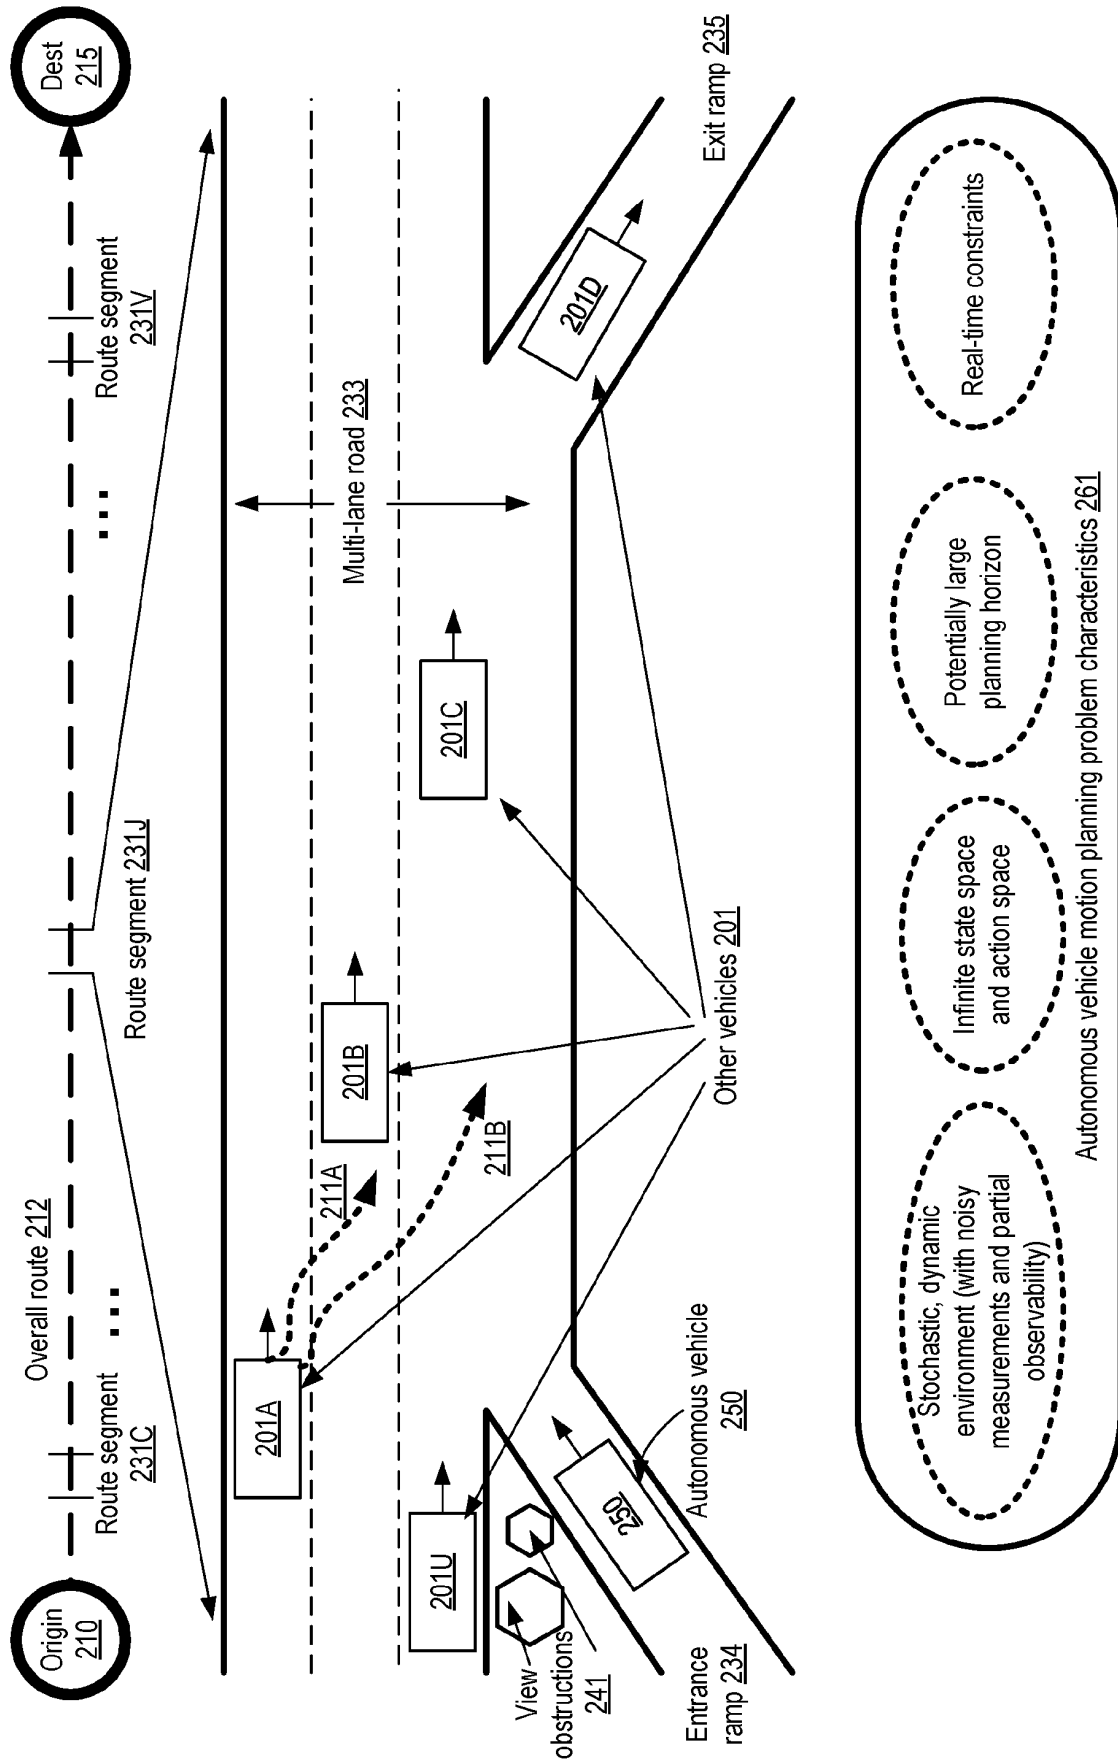 Origin
210
Overall route 212
Dest
215
Route segment
231C
...
Route segment 231J
...
Route segment
231V
201A
211A
201B
211B
Multi-lane road 233
201U
201C
View
obstructions
241
250
201D
Entrance
ramp 234
Autonomous vehicle
250
Other vehicles 201
Exit ramp 235
Stochastic, dynamic
environment (with noisy
measurements and partial
observability)
Infinite state space
and action space
Potentially large
planning horizon
Real-time constraints
Autonomous vehicle motion planning problem characteristics 261